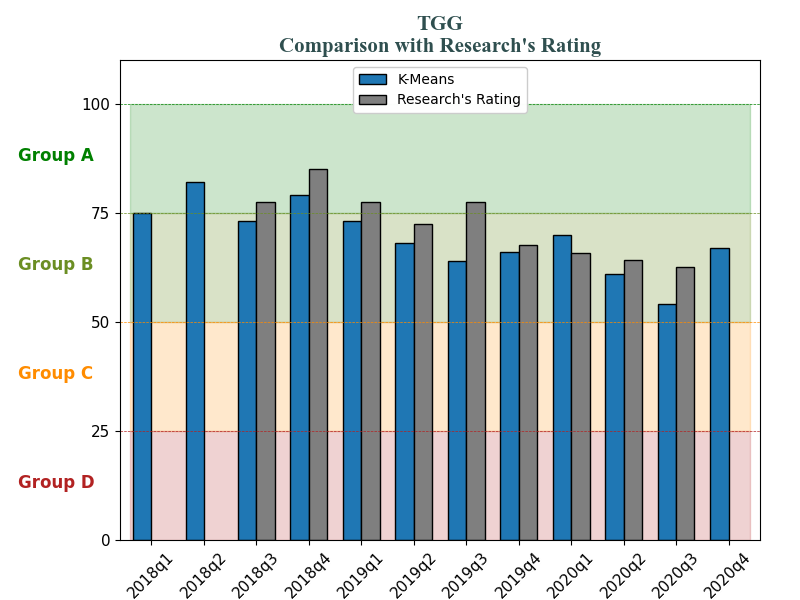 TGG
Comparison with Research's Rating
K-Means
Research's Rating
100
Group A
75
Group B
50
Group C
25
Group D
0
2018q1 2018q2 2018q3 2018q4 2019q1 2019q2 2019q3 2019q4 2020q1 2020q2 2020q3 2020q4